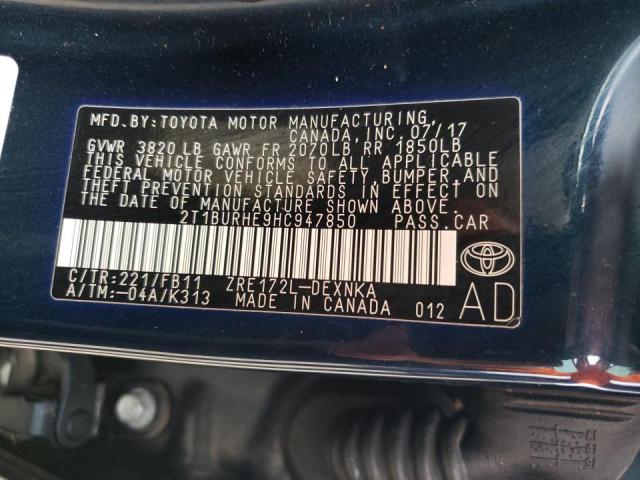 MFD.BY:TOYOTA MOTOR MANUFACTURING,
CANADA, INC. 07/17
GVWR 3820 LB GAWR FR 2070LB RR 1850LB
THIS VEHICLE CONFORMS TO ALL APPLICABLE
FEDERAL MOTOR VEHICLE SAFETY, BUMPER, AND
THEFT PREVENTION STANDARDS IN EFFECT ON
THE DATE OF MANUFACTURE SHOWN ABOVE.
2T1BURHE9HC947850 PASS.CAR
C/TR:221/FB11 ZRE172L-DEXNKA
A/TM:-04A/K313 MADE IN CANADA 012 AD